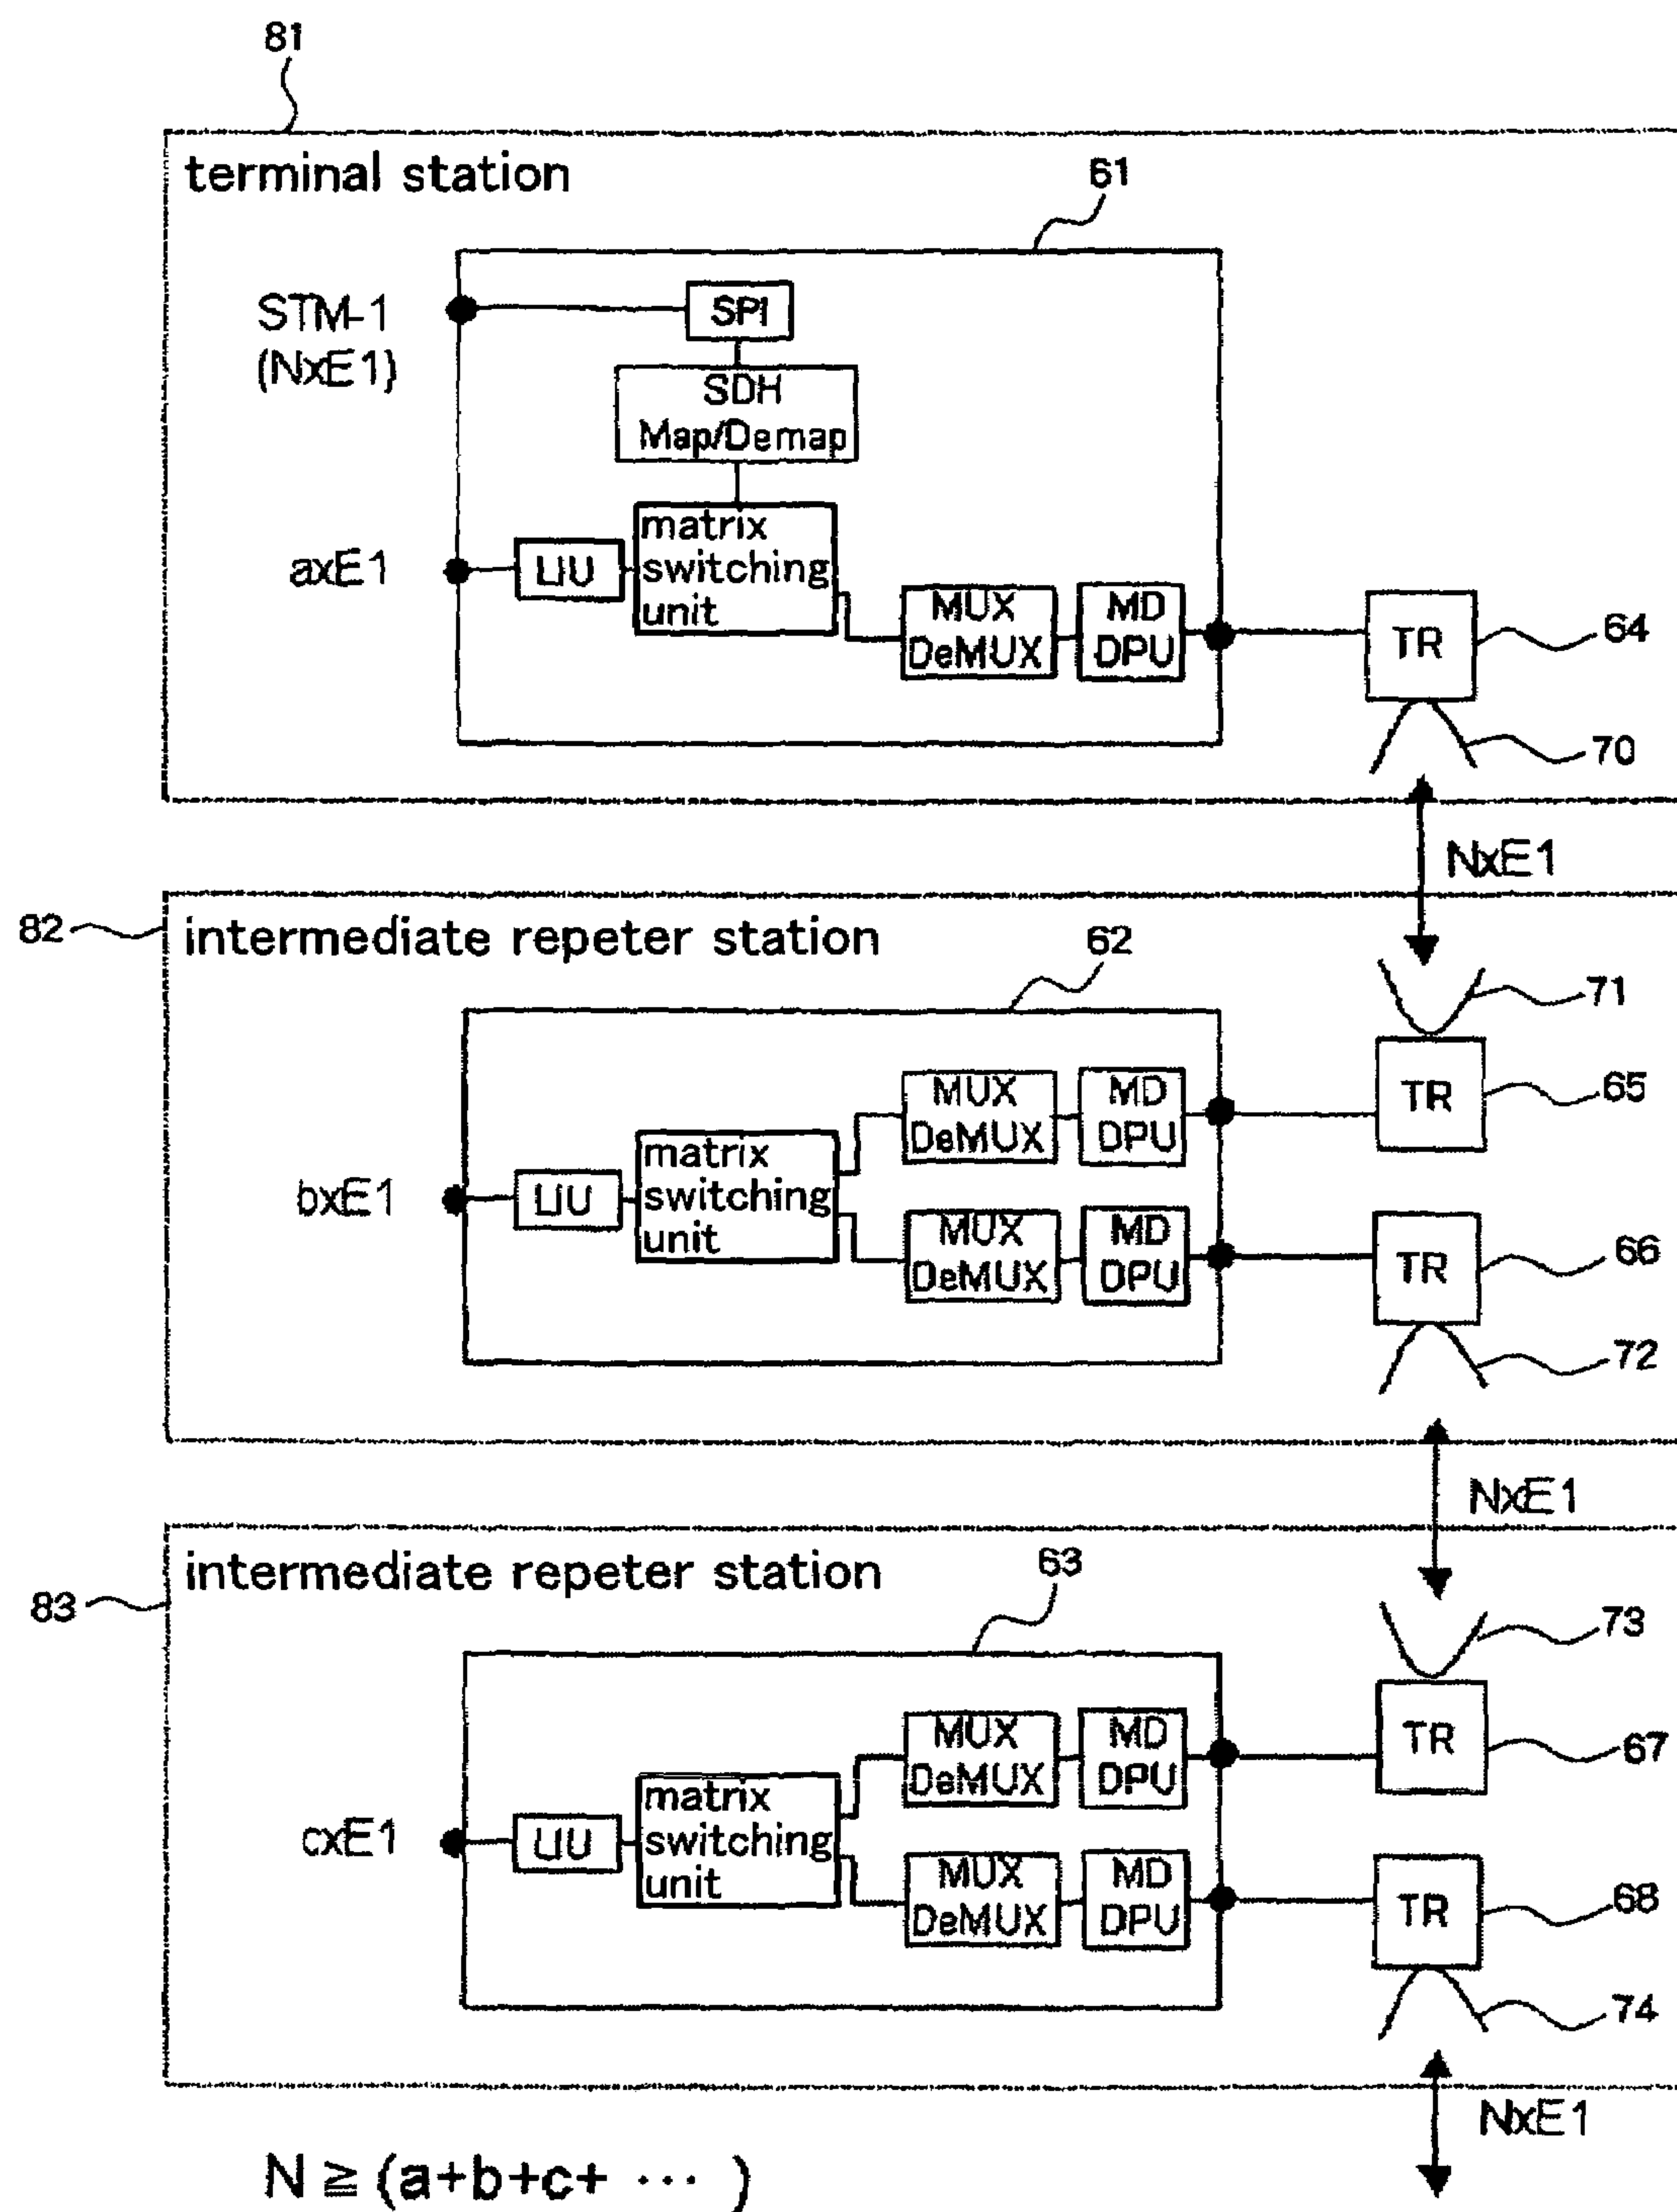 81
terminal station
61
STM-1
(NxE1)
SPI
SDH
Map/Demap
axE1
LIU
matrix
switching
unit
MUX
DeMUX
MD
DPU
TR
64
70
NxE1
82
intermediate repeter station
62
71
MUX
DeMUX
MD
DPU
TR
65
bxE1
LIU
matrix
switching
unit
MUX
DeMUX
MD
DPU
TR
66
72
NxE1
83
intermediate repeter station
63
73
MUX
DeMUX
MD
DPU
TR
67
cxE1
LIU
matrix
switching
unit
MUX
DeMUX
MD
DPU
TR
68
74
NxE1
N ≧ (a+b+c+ ··· )